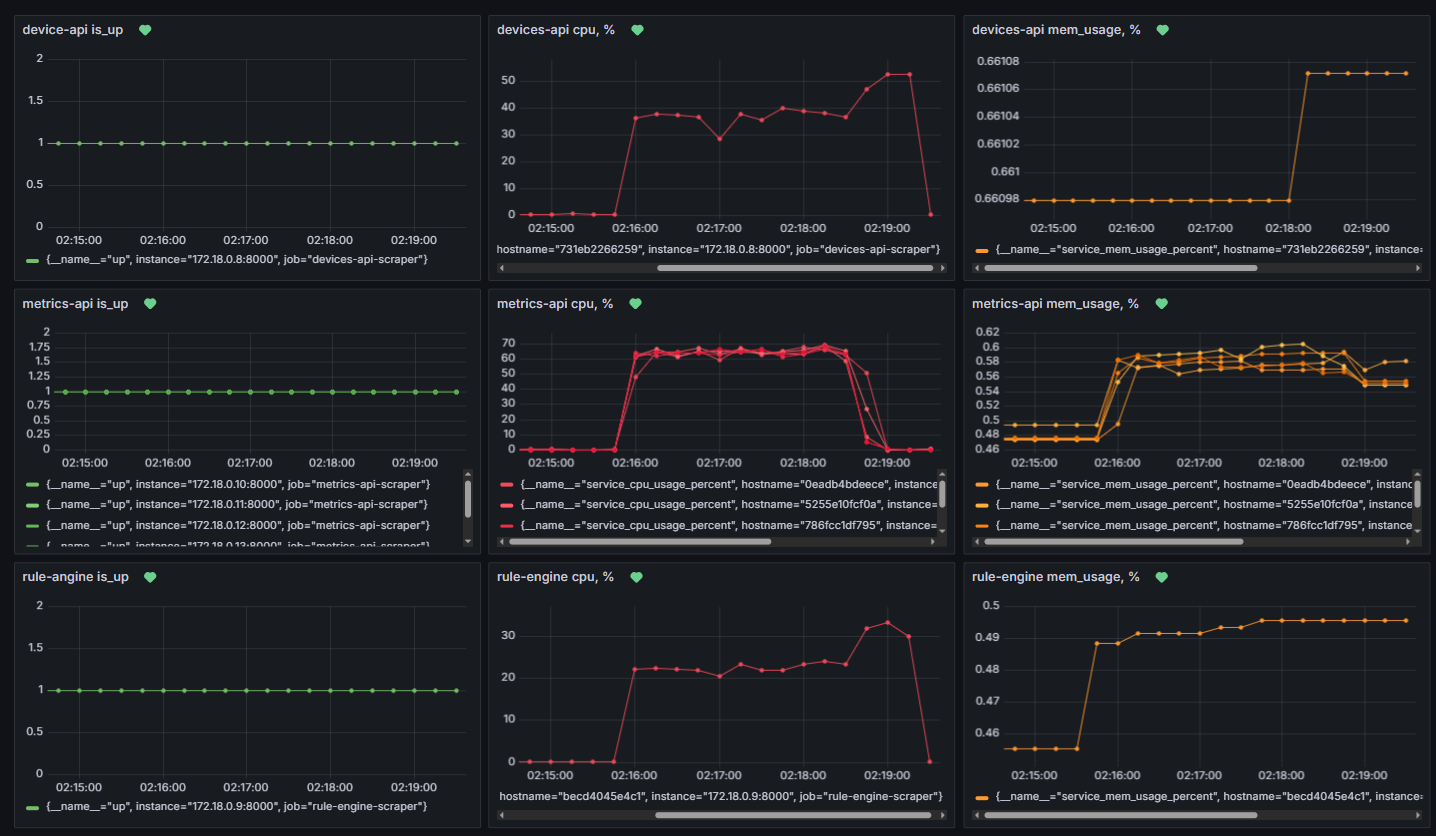 device-api is_up
2
1.5
1
0.5
0
02:15:00 02:16:00 02:17:00 02:18:00 02:19:00
{__name__="up", instance="172.18.0.8:8000", job="devices-api-scraper"}
devices-api cpu, %
50
40
30
20
10
0
02:15:00 02:16:00 02:17:00 02:18:00 02:19:00
hostname="731eb2266259", instance="172.18.0.8:8000", job="devices-api-scraper"}
devices-api mem_usage, %
0.66108
0.66106
0.66104
0.66102
0.661
0.66098
02:15:00 02:16:00 02:17:00 02:18:00 02:19:00
{__name__="service_mem_usage_percent", hostname="731eb2266259", instance=
metrics-api is_up
2
1.75
1.5
1.25
1
0.75
0.5
0.25
0
02:15:00 02:16:00 02:17:00 02:18:00 02:19:00
{__name__="up", instance="172.18.0.10:8000", job="metrics-api-scraper"}
{__name__="up", instance="172.18.0.11:8000", job="metrics-api-scraper"}
{__name__="up", instance="172.18.0.12:8000", job="metrics-api-scraper"}
{__name__="up", instance="172.18.0.13:8000", job="metrics-api-scraper"}
metrics-api cpu, %
70
60
50
40
30
20
10
0
02:15:00 02:16:00 02:17:00 02:18:00 02:19:00
{__name__="service_cpu_usage_percent", hostname="0eadb4bdeece", instance=
{__name__="service_cpu_usage_percent", hostname="5255e10fcf0a", instance=
{__name__="service_cpu_usage_percent", hostname="786fcc1df795", instance=
metrics-api mem_usage, %
0.62
0.6
0.58
0.56
0.54
0.52
0.5
0.48
0.46
02:15:00 02:16:00 02:17:00 02:18:00 02:19:00
{__name__="service_mem_usage_percent", hostname="0eadb4bdeece", instance
{__name__="service_mem_usage_percent", hostname="5255e10fcf0a", instance
{__name__="service_mem_usage_percent", hostname="786fcc1df795", instance
rule-angine is_up
2
1.5
1
0.5
0
02:15:00 02:16:00 02:17:00 02:18:00 02:19:00
{__name__="up", instance="172.18.0.9:8000", job="rule-engine-scraper"}
rule-engine cpu, %
30
20
10
0
02:15:00 02:16:00 02:17:00 02:18:00 02:19:00
hostname="becd4045e4c1", instance="172.18.0.9:8000", job="rule-engine-scraper"}
rule-engine mem_usage, %
0.5
0.49
0.48
0.47
0.46
02:15:00 02:16:00 02:17:00 02:18:00 02:19:00
{__name__="service_mem_usage_percent", hostname="becd4045e4c1", instance=